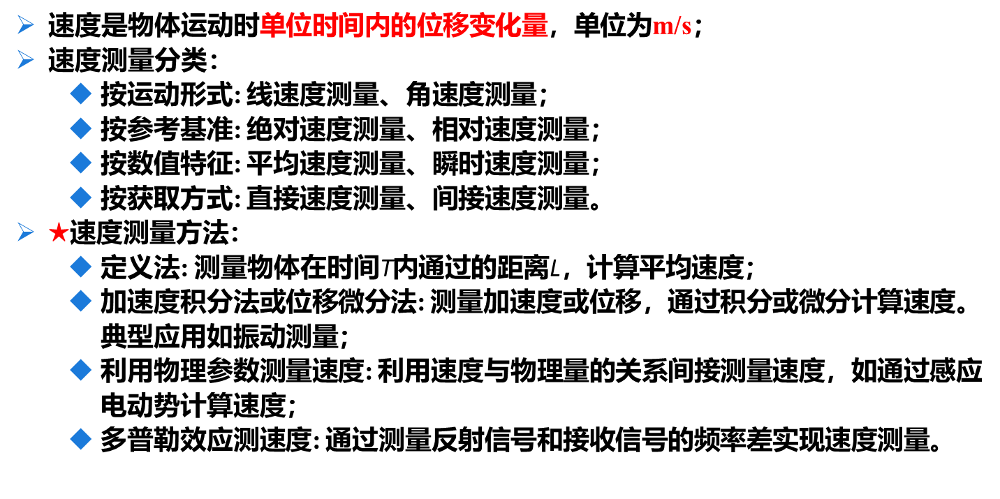 速度是物体运动时单位时间内的位移变化量，单位为m/s；
速度测量分类：
按运动形式：线速度测量、角速度测量；
按参考基准：绝对速度测量、相对速度测量；
按数值特征：平均速度测量、瞬时速度测量；
按获取方式：直接速度测量、间接速度测量。
★速度测量方法：
定义法：测量物体在时间T内通过的距离L，计算平均速度；
加速度积分法或位移微分法：测量加速度或位移，通过积分或微分计算速度。
典型应用如振动测量；
利用物理参数测量速度：利用速度与物理量的关系间接测量速度，如通过感应
电动势计算速度；
多普勒效应测速度：通过测量反射信号和接收信号的频率差实现速度测量。